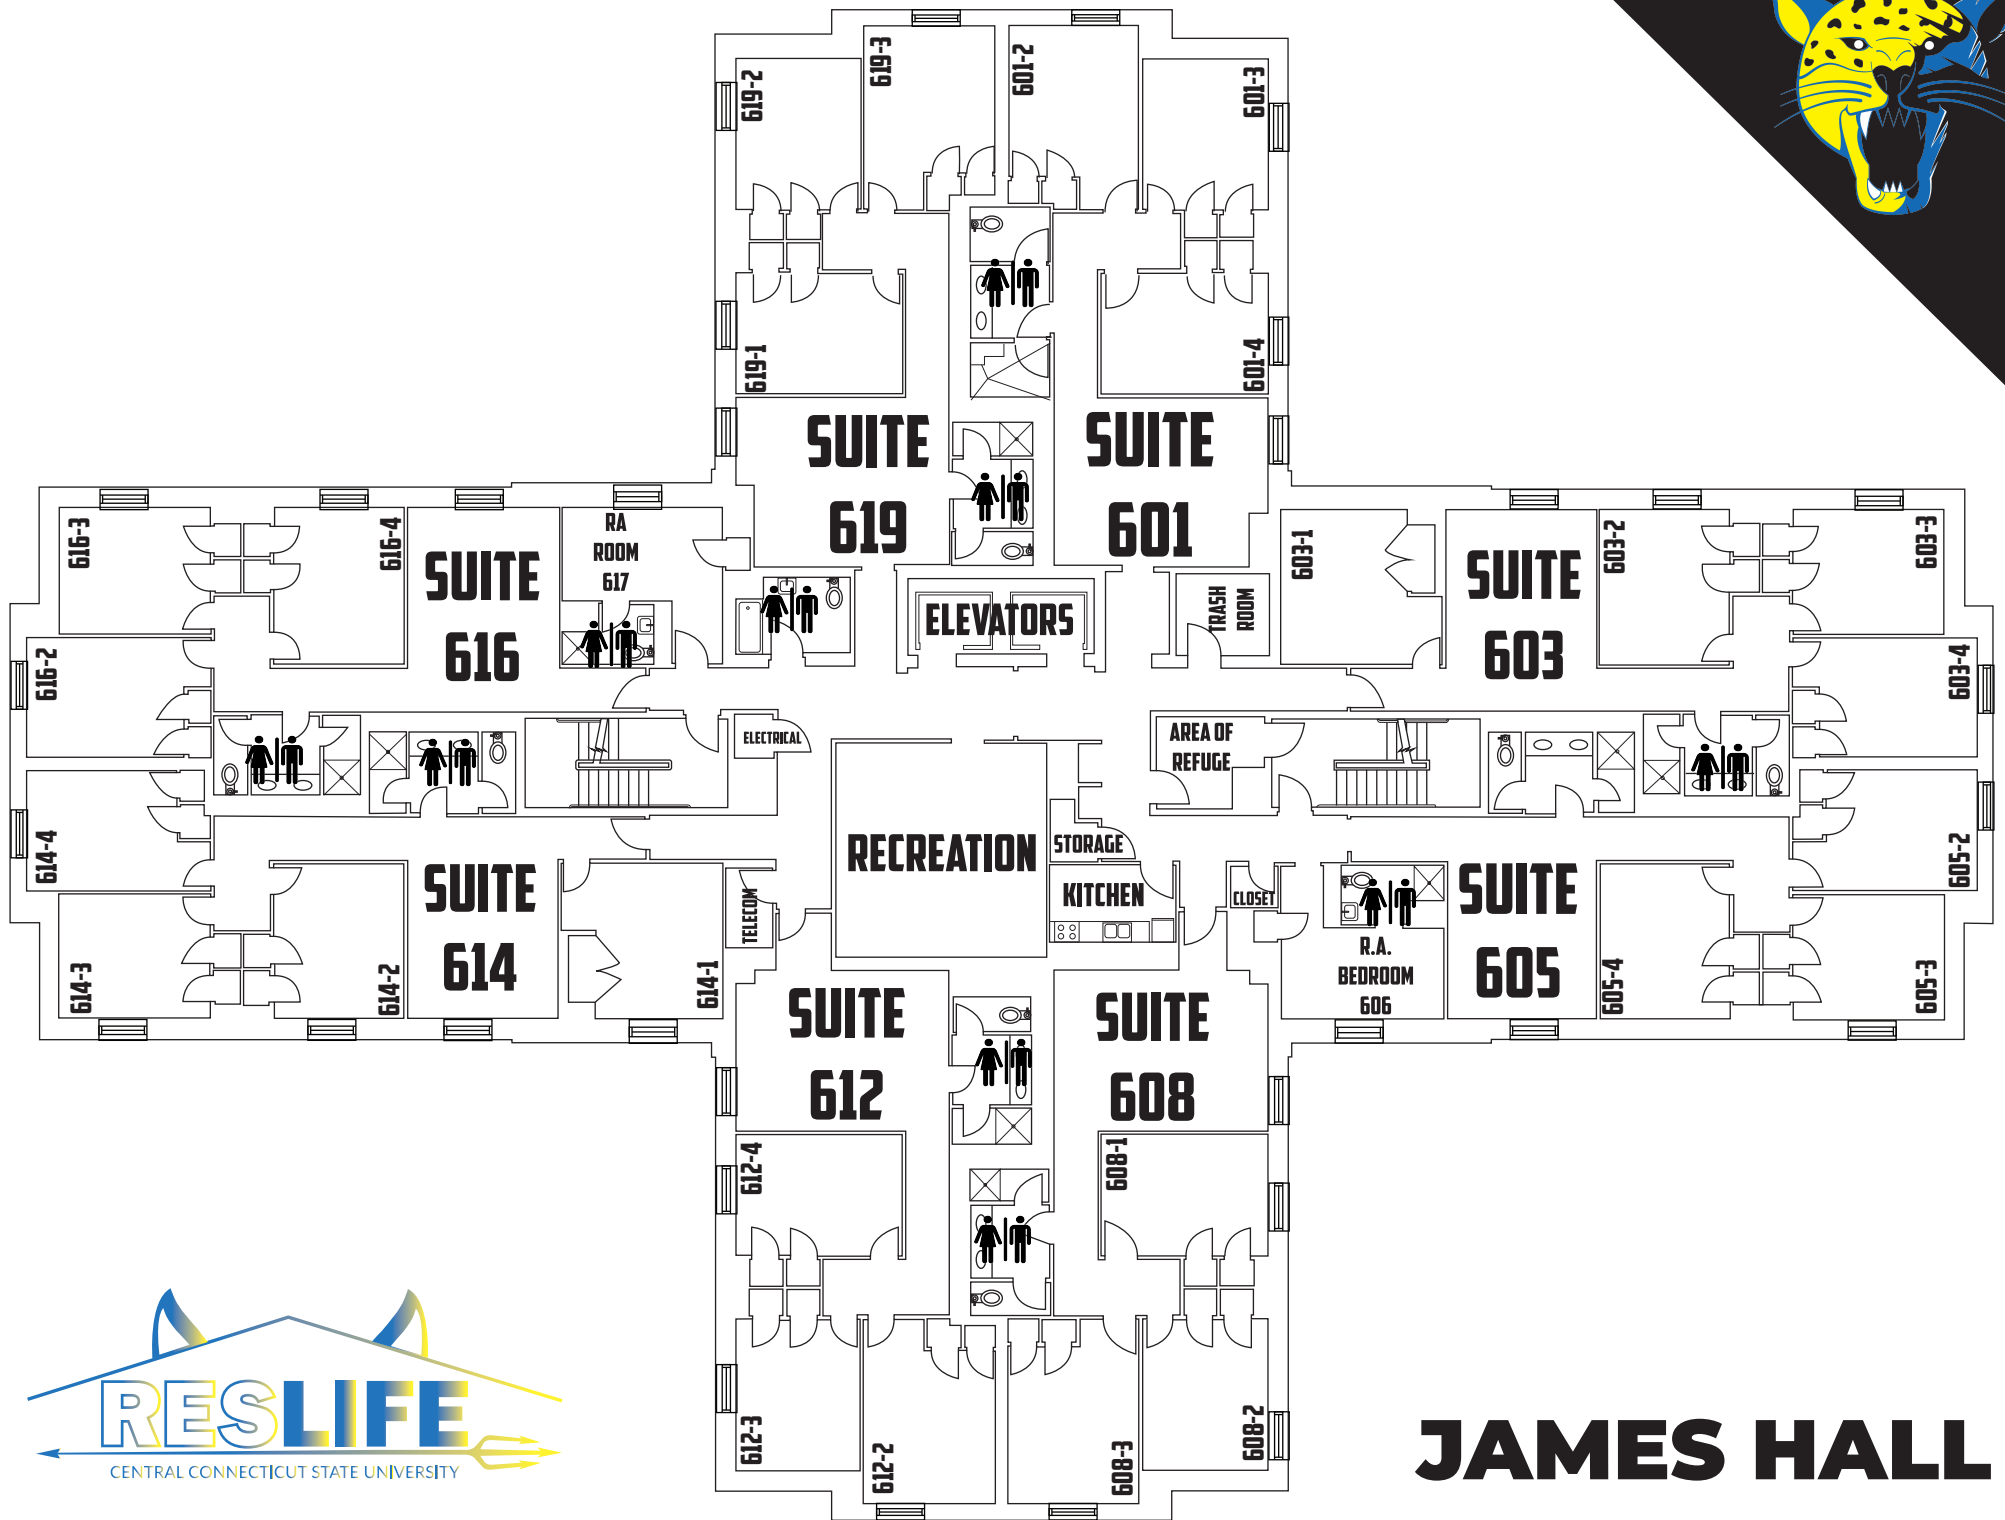 619-2
619-3
601-2
601-3
619-1
601-4
SUITE
619
SUITE
601
616-3
616-4
SUITE
616
RA
ROOM
617
ELEVATORS
TRASH
ROOM
603-1
SUITE
603
603-2
603-3
616-2
603-4
ELECTRICAL
AREA OF
REFUGE
614-4
SUITE
614
RECREATION
STORAGE
KITCHEN
CLOSET
TELECOM
SUITE
605
605-2
614-3
614-2
614-1
R.A.
BEDROOM
606
605-4
605-3
SUITE
612
SUITE
608
612-4
608-1
612-3
612-2
608-3
608-2
RESLIFE
CENTRAL CONNECTICUT STATE UNIVERSITY
JAMES HALL